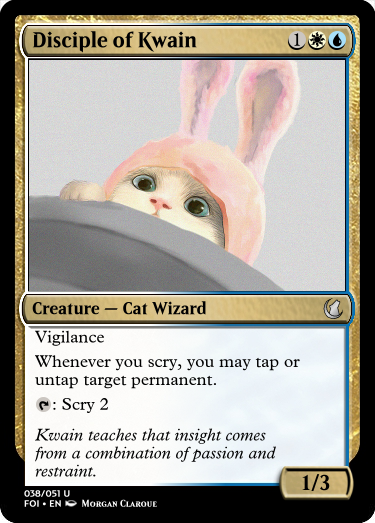 Disciple of Kwain 1
Creature — Cat Wizard
Vigilance
Whenever you scry, you may tap or
untap target permanent.
: Scry 2
Kwain teaches that insight comes
from a combination of passion and
restraint.
1/3
038/051 U
FOI • EN Morgan Claroue